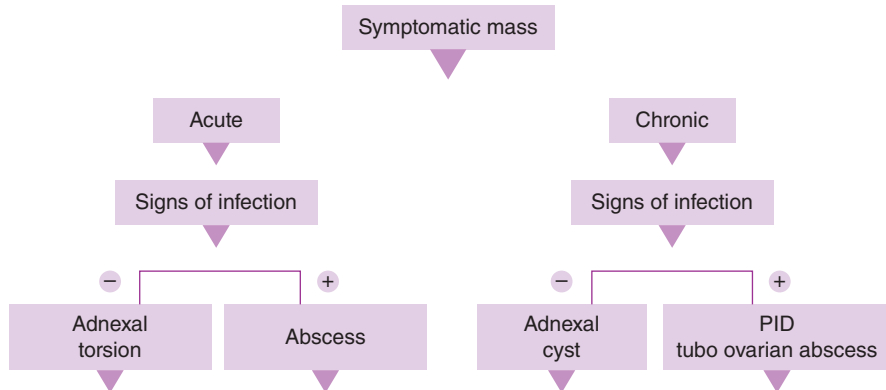 Symptomatic mass
Acute
Chronic
Signs of infection
Signs of infection
−
+
−
+
Adnexal
torsion
Abscess
Adnexal
cyst
PID
tubo ovarian abscess